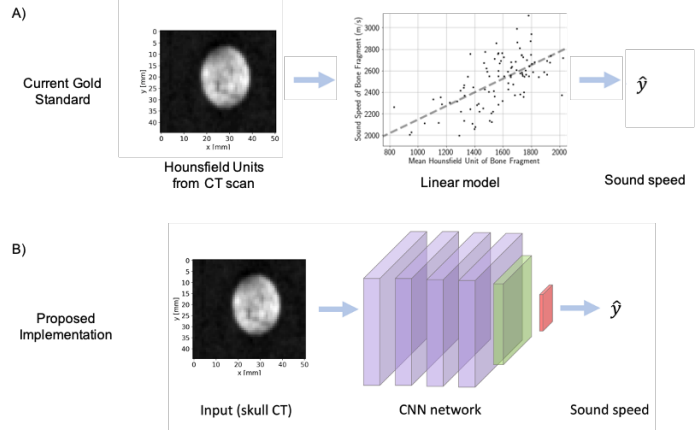 A)
Current Gold
Standard
0
5
10
15
20
25
30
35
40
y [mm]
0 10 20 30 40 50
x [mm]
Hounsfield Units
from CT scan
3000
2800
2600
2400
2200
2000
Sound Speed of Bone Fragment (m/s)
800 1000 1200 1400 1600 1800 2000
Mean Hounsfield Unit of Bone Fragment
Linear model
ŷ
Sound speed
B)
Proposed
Implementation
0
5
10
15
20
25
30
35
40
y [mm]
0 10 20 30 40 50
x [mm]
Input (skull CT)
CNN network
ŷ
Sound speed